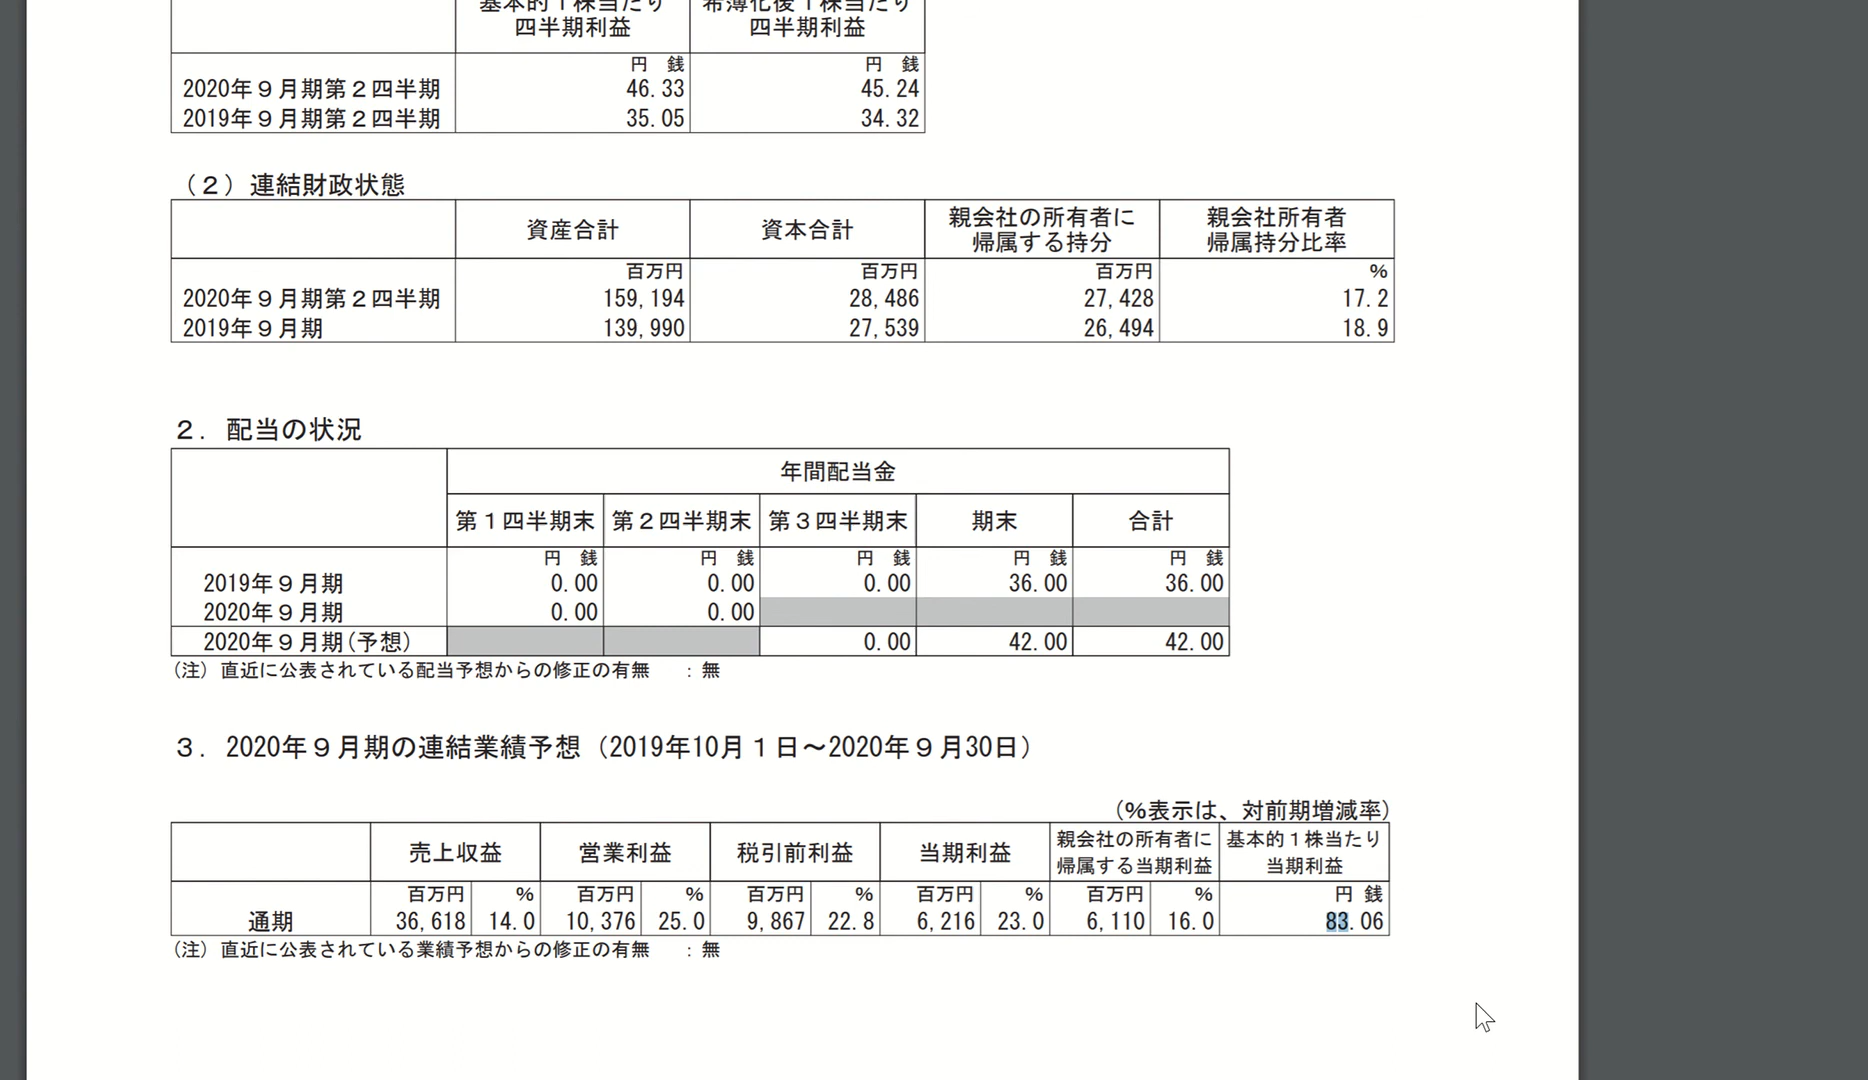 基本的１株当たり 希薄化後１株当たり
四半期利益 四半期利益
円 銭 円 銭
2020年９月期第２四半期 46.33 45.24
2019年９月期第２四半期 35.05 34.32
（２）連結財政状態
資産合計 資本合計 親会社の所有者に帰属する持分 親会社所有者帰属持分比率
百万円 百万円 百万円 %
2020年９月期第２四半期 159,194 28,486 27,428 17.2
2019年９月期 139,990 27,539 26,494 18.9
２．配当の状況
年間配当金
第１四半期末 第２四半期末 第３四半期末 期末 合計
円 銭 円 銭 円 銭 円 銭 円 銭
2019年９月期 0.00 0.00 0.00 36.00 36.00
2020年９月期 0.00 0.00
2020年９月期(予想) 0.00 42.00 42.00
（注）直近に公表されている配当予想からの修正の有無 ：無
３．2020年９月期の連結業績予想（2019年10月１日～2020年９月30日）
（％表示は、対前期増減率）
売上収益 営業利益 税引前利益 当期利益 親会社の所有者に帰属する当期利益 基本的１株当たり当期利益
百万円 % 百万円 % 百万円 % 百万円 % 百万円 % 円 銭
通期 36,618 14.0 10,376 25.0 9,867 22.8 6,216 23.0 6,110 16.0 83.06
（注）直近に公表されている業績予想からの修正の有無 ：無